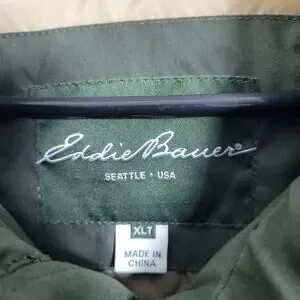 Eddie Bauer®
SEATTLE • USA
XLT
MADE IN
CHINA